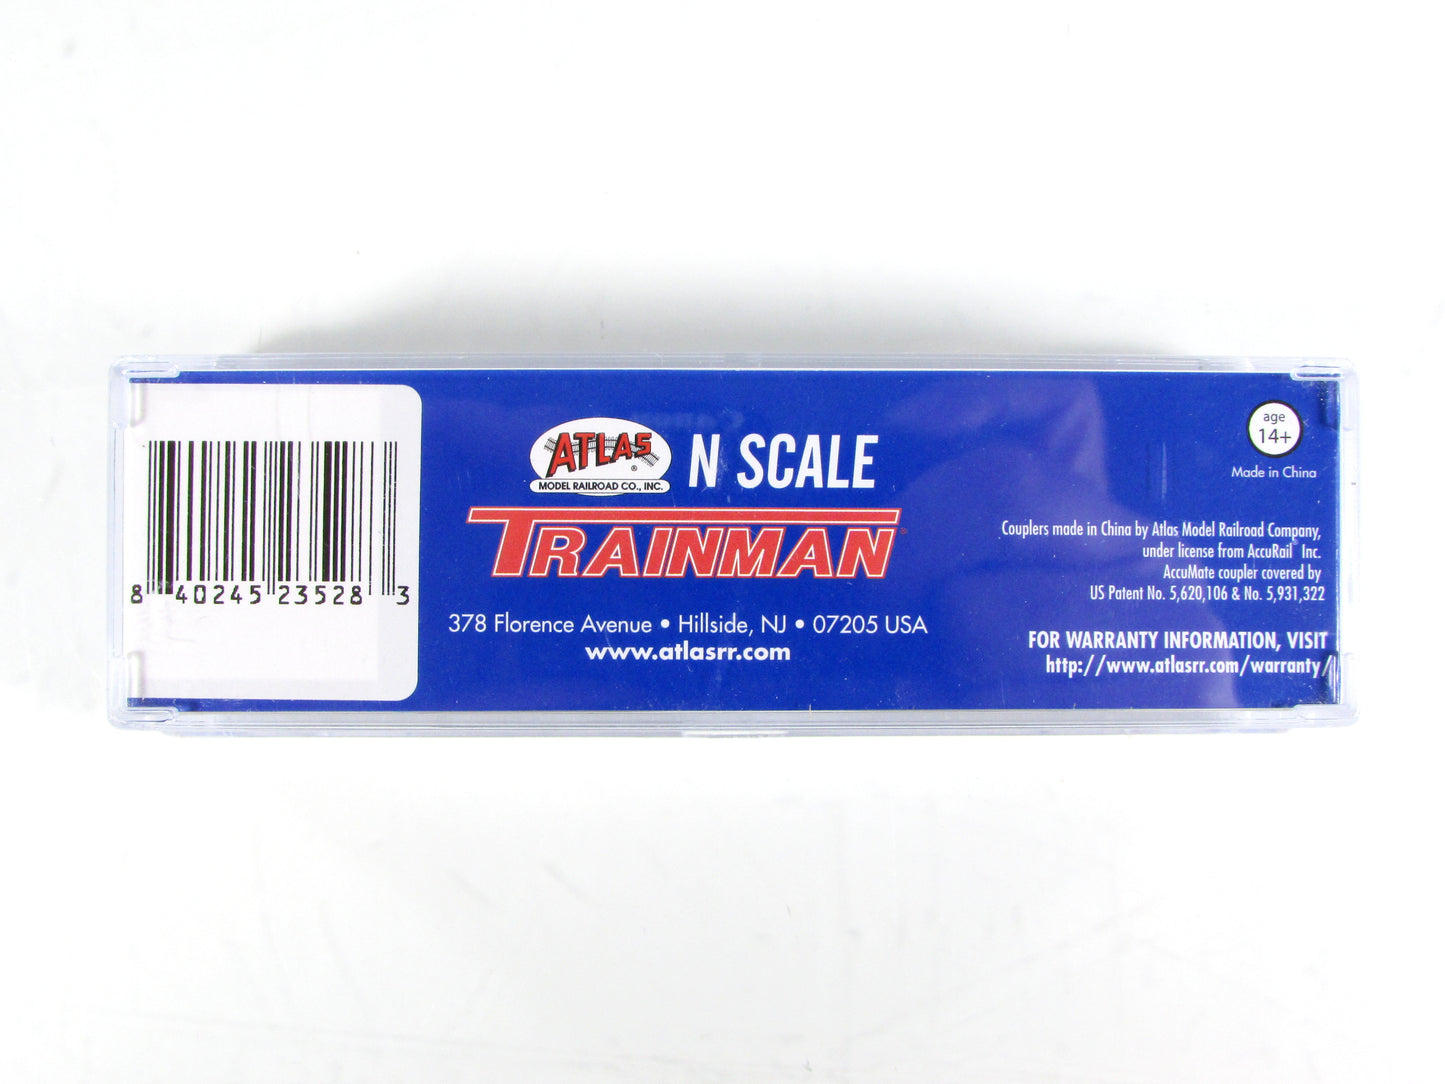 8 40245 23528 3
ATLAS ®
MODEL RAILROAD CO., INC.
N SCALE
TRAINMAN®
378 Florence Avenue • Hillside, NJ • 07205 USA
www.atlasrr.com
age
14+
Made in China
Couplers made in China by Atlas Model Railroad Company,
under license from AccuRail® Inc.
AccuMate coupler covered by
US Patent No. 5,620,106 & No. 5,931,322
FOR WARRANTY INFORMATION, VISIT
http://www.atlasrr.com/warranty/